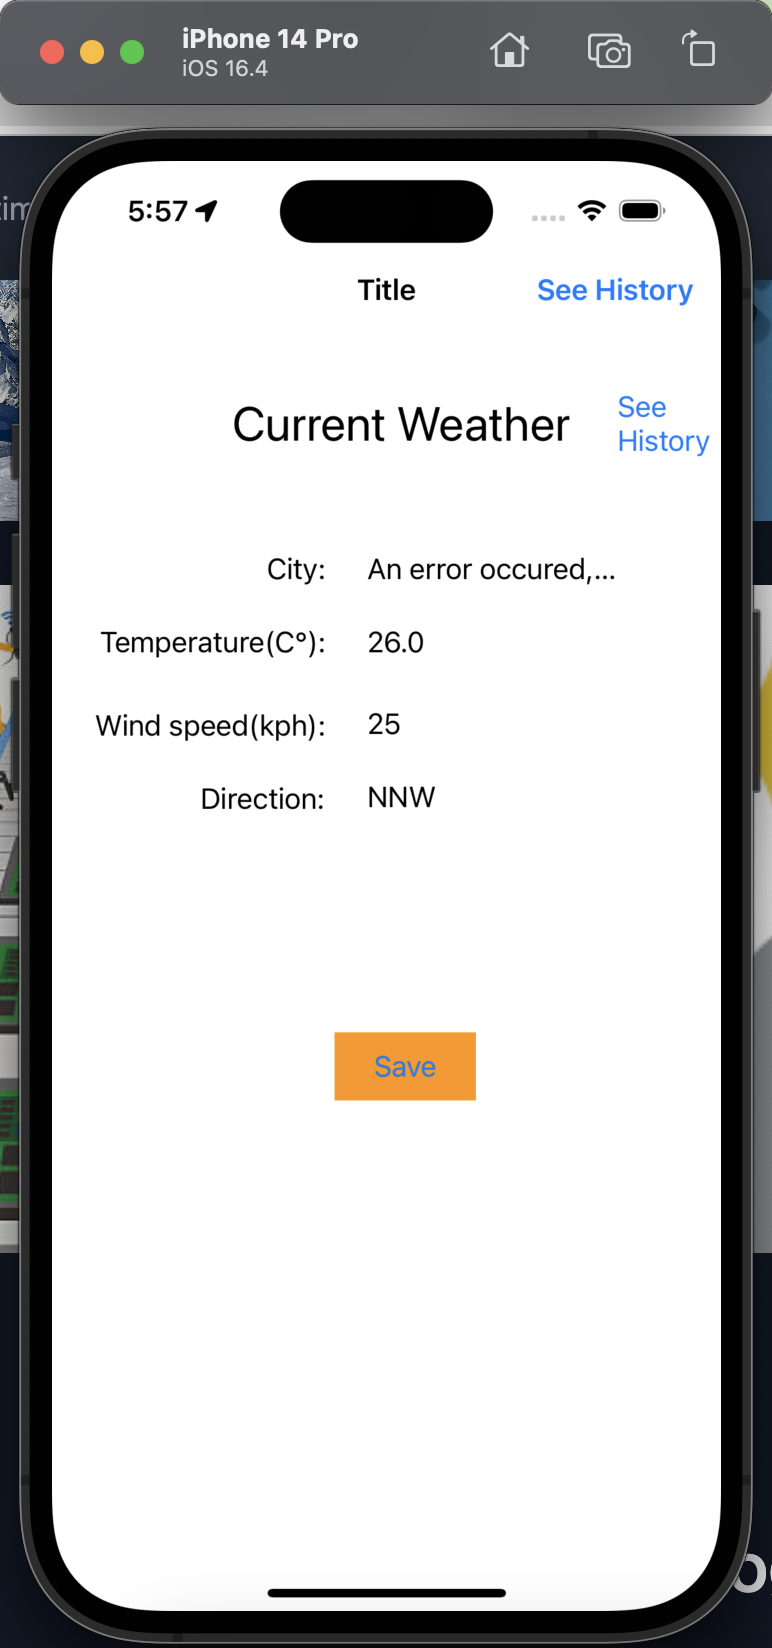 iPhone 14 Pro
iOS 16.4
tim
5:57
Title
See History
Current Weather
See
History
City: An error occured,...
Temperature(C°): 26.0
Wind speed(kph): 25
Direction: NNW
Save